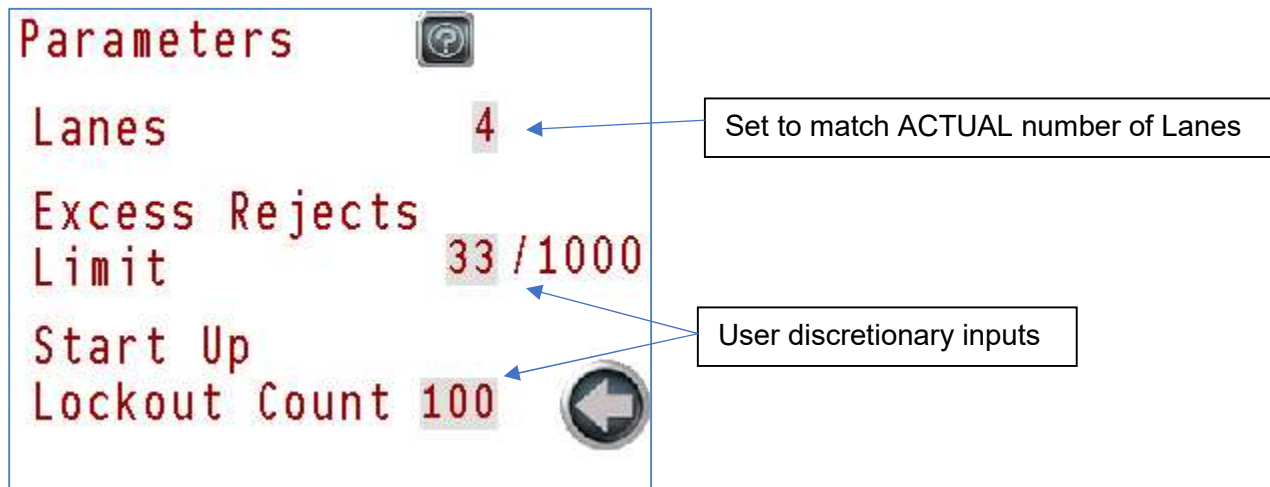 Parameters
Lanes 4
Set to match ACTUAL number of Lanes
Excess Rejects
Limit 33/1000
User discretionary inputs
Start Up
Lockout Count 100